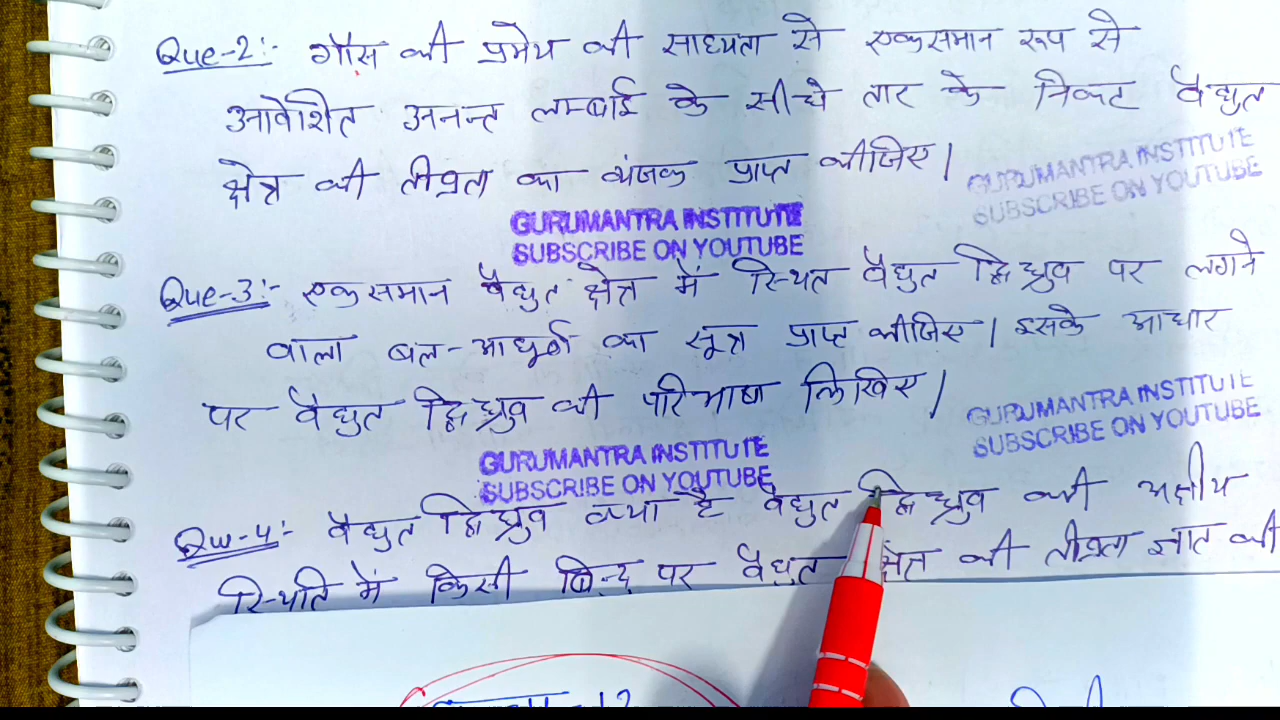 Que-2:- गौस की प्रमेय की साध्यता से एकसमान रूप से
आवेशित अनन्त लम्बाई के सीधे तार के निकट वैद्युत
क्षेत्र की तीव्रता का व्यंजक प्राप्त कीजिए।
GURUMANTRA INSTITUTE
SUBSCRIBE ON YOUTUBE
GURUMANTRA INSTITUTE
SUBSCRIBE ON YOUTUBE
Que-3:- एकसमान वैद्युत क्षेत्र में स्थित वैद्युत द्विध्रुव पर लगने
वाला बल-आघूर्ण का सूत्र प्राप्त कीजिए। इसके आधार
पर वैद्युत द्विध्रुव की परिभाषा लिखिए।
GURUMANTRA INSTITUTE
SUBSCRIBE ON YOUTUBE
GURUMANTRA INSTITUTE
SUBSCRIBE ON YOUTUBE
Que-4:- वैद्युत द्विध्रुव क्या है वैद्युत द्विध्रुव की अक्षीय
स्थिति में किसी बिन्दु पर वैद्युत क्षेत्र की तीव्रता ज्ञात की